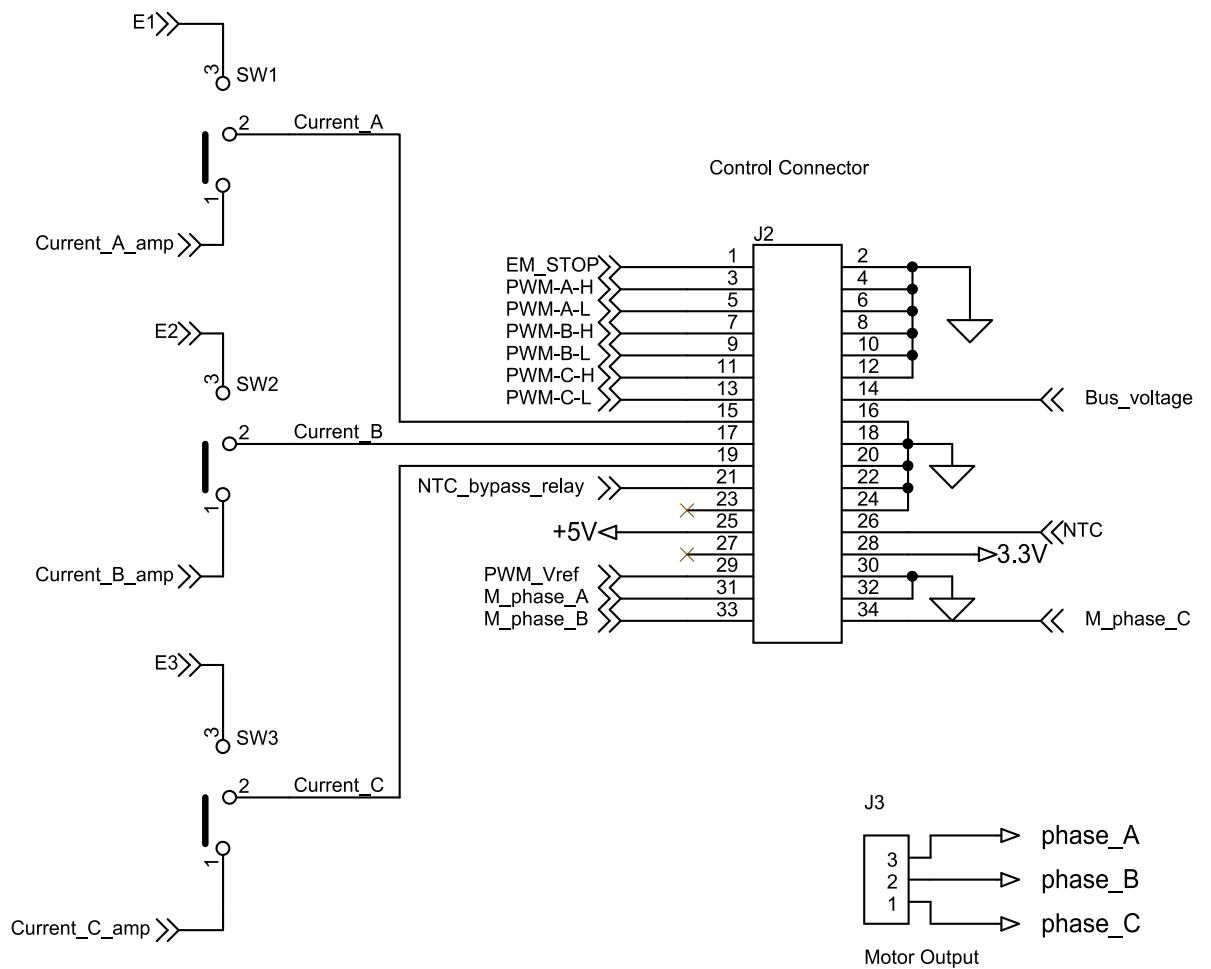 E1
3
SW1
2
Current_A
1
Current_A_amp
E2
3
SW2
2
Current_B
1
Current_B_amp
E3
3
SW3
2
Current_C
1
Current_C_amp
Control Connector
J2
EM_STOP 1 2
PWM-A-H 3 4
PWM-A-L 5 6
PWM-B-H 7 8
PWM-B-L 9 10
PWM-C-H 11 12
PWM-C-L 13 14 Bus_voltage
15 16
17 18
19 20
NTC_bypass_relay 21 22
23 24
+5V 25 26 NTC
27 28 3.3V
PWM_Vref 29 30
M_phase_A 31 32
M_phase_B 33 34 M_phase_C
J3
3 phase_A
2 phase_B
1 phase_C
Motor Output